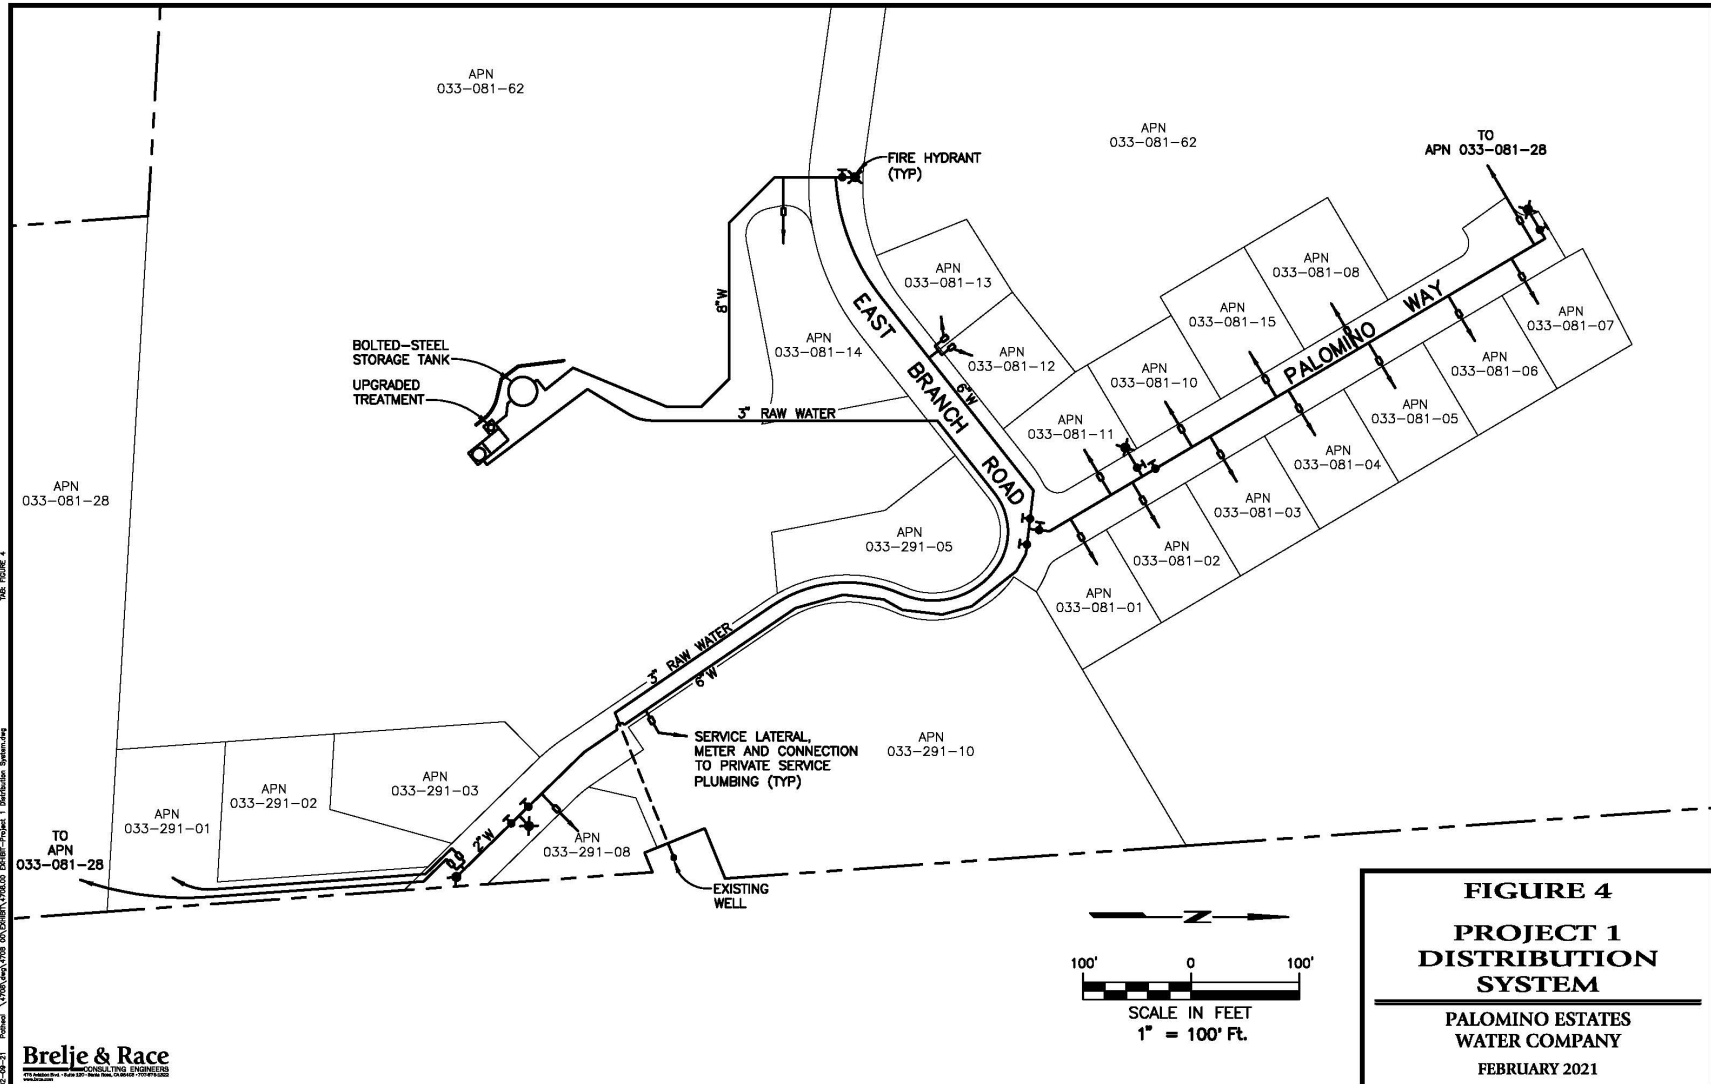 APN
033-081-62
APN
033-081-62
TO
APN 033-081-28
FIRE HYDRANT
(TYP)
APN
033-081-13
APN
033-081-08
8"W
EAST BRANCH ROAD
APN
033-081-15
PALOMINO WAY
APN
033-081-07
BOLTED-STEEL
STORAGE TANK
APN
033-081-14
APN
033-081-12
APN
033-081-10
APN
033-081-06
UPGRADED
TREATMENT
6"W
3" RAW WATER
APN
033-081-11
APN
033-081-05
APN
033-081-04
APN
033-081-28
APN
033-081-03
APN
033-291-05
APN
033-081-02
APN
033-081-01
3" RAW WATER
6"W
SERVICE LATERAL,
METER AND CONNECTION
TO PRIVATE SERVICE
PLUMBING (TYP)
APN
033-291-10
APN
033-291-03
APN
033-291-02
APN
033-291-01
2"W
APN
033-291-08
TO
APN
033-081-28
EXISTING
WELL
Z
100' 0 100'
SCALE IN FEET
1" = 100' Ft.
FIGURE 4
PROJECT 1
DISTRIBUTION
SYSTEM
PALOMINO ESTATES
WATER COMPANY
FEBRUARY 2021
Brelje & Race
CONSULTING ENGINEERS
TAB: FIGURE 4